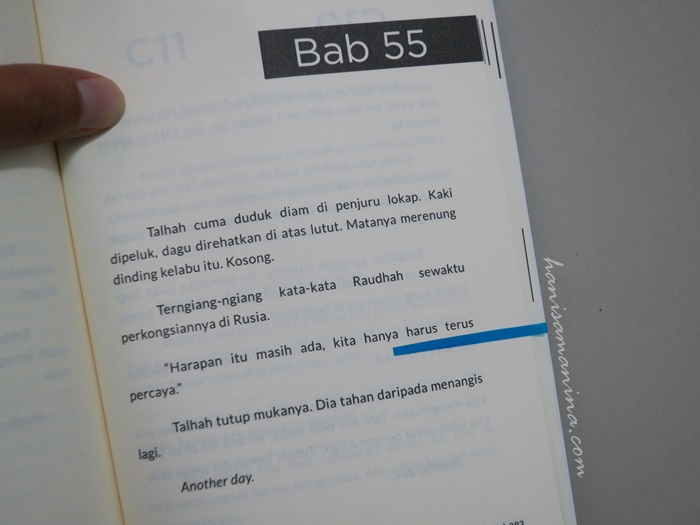 Bab 55
Talhah cuma duduk diam di penjuru lokap. Kaki
dipeluk, dagu direhatkan di atas lutut. Matanya merenung
dinding kelabu itu. Kosong.
Terngiang-ngiang kata-kata Raudhah sewaktu
perkongsiannya di Rusia.
"Harapan itu masih ada, kita hanya harus terus
percaya."
Talhah tutup mukanya. Dia tahan daripada menangis
lagi.
Another day.
hanisamanina.com